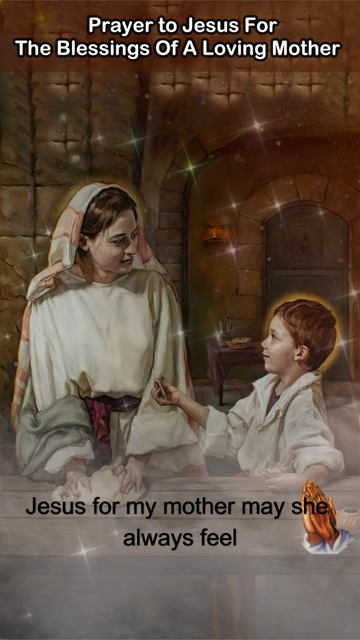 Prayer to Jesus For
The Blessings Of A Loving Mother
Jesus for my mother may she
always feel